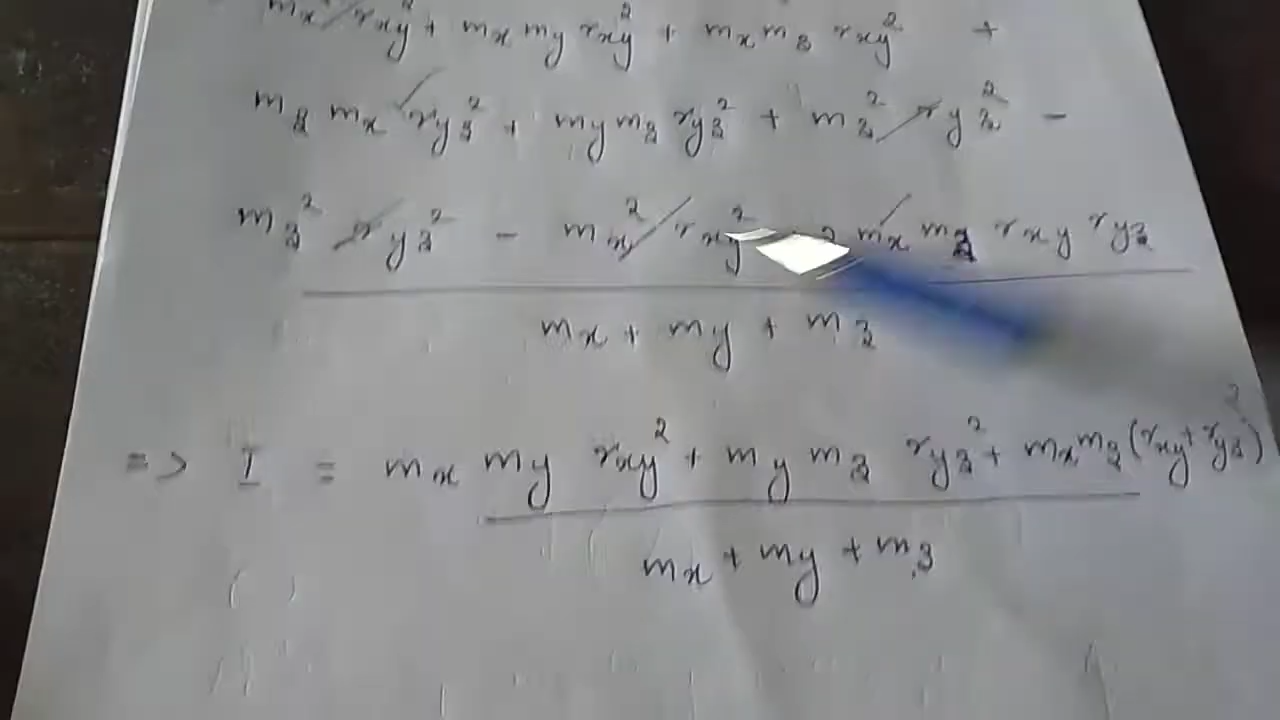 mx² rxy² + mx my rxy² + mx mz rxy² +
mz mx ryz² + my mz ryz² + mz² ryz² -
mz² ryz² - mx² rxy² + 2 mx mz rxy ryz
mx + my + mz
=> I = mx my rxy² + my mz ryz² + mx mz (rxy + ryz)²
mx + my + mz